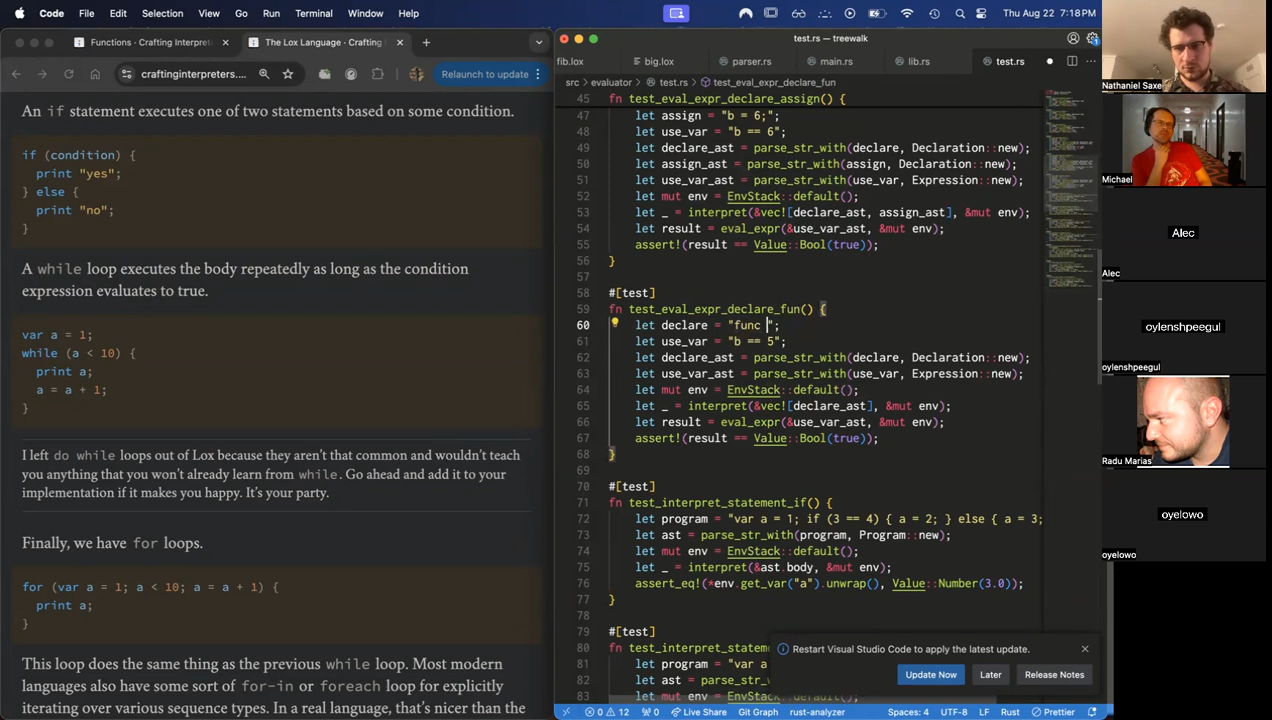 Code File Edit Selection View Go Run Terminal Window Help
Thu Aug 22 7:18 PM
Functions · Crafting Interpret
The Lox Language · Crafting
craftinginterpreters....
Relaunch to update
An if statement executes one of two statements based on some condition.
if (condition) {
print "yes";
} else {
print "no";
}
A while loop executes the body repeatedly as long as the condition
expression evaluates to true.
var a = 1;
while (a < 10) {
print a;
a = a + 1;
}
I left do while loops out of Lox because they aren't that common and wouldn't teach
you anything that you won't already learn from while. Go ahead and add it to your
implementation if it makes you happy. It's your party.
Finally, we have for loops.
for (var a = 1; a < 10; a = a + 1) {
print a;
}
This loop does the same thing as the previous while loop. Most modern
languages also have some sort of for-in or foreach loop for explicitly
iterating over various sequence types. In a real language, that's nicer than the
test.rs — treewalk
fib.lox big.lox parser.rs main.rs lib.rs test.rs
src › evaluator › test.rs › test_eval_expr_declare_fun
45 fn test_eval_expr_declare_assign() {
47 let assign = "b = 6;";
48 let use_var = "b == 6";
49 let declare_ast = parse_str_with(declare, Declaration::new);
50 let assign_ast = parse_str_with(assign, Declaration::new);
51 let use_var_ast = parse_str_with(use_var, Expression::new);
52 let mut env = EnvStack::default();
53 let _ = interpret(&vec![declare_ast, assign_ast], &mut env);
54 let result = eval_expr(&use_var_ast, &mut env);
55 assert!(result == Value::Bool(true));
56 }
57
58 #[test]
59 fn test_eval_expr_declare_fun() {
60 let declare = "func ";
61 let use_var = "b == 5";
62 let declare_ast = parse_str_with(declare, Declaration::new);
63 let use_var_ast = parse_str_with(use_var, Expression::new);
64 let mut env = EnvStack::default();
65 let _ = interpret(&vec![declare_ast], &mut env);
66 let result = eval_expr(&use_var_ast, &mut env);
67 assert!(result == Value::Bool(true));
68 }
69
70 #[test]
71 fn test_interpret_statement_if() {
72 let program = "var a = 1; if (3 == 4) { a = 2; } else { a = 3;
73 let ast = parse_str_with(program, Program::new);
74 let mut env = EnvStack::default();
75 let _ = interpret(&ast.body, &mut env);
76 assert_eq!(*env.get_var("a").unwrap(), Value::Number(3.0));
77 }
78
79 #[test]
80 fn test_interpret_statement
81 let program = "var a
82 let ast = parse_str_
83 let mut env = EnvStack
Restart Visual Studio Code to apply the latest update.
Update Now Later Release Notes
0 12 0 Live Share Git Graph rust-analyzer Spaces: 4 UTF-8 LF Rust Prettier
Nathaniel Saxe
Michael
Alec
Alec
oylenshpeegul
oylenshpeegul
Radu Marias
oyelowo
oyelowo